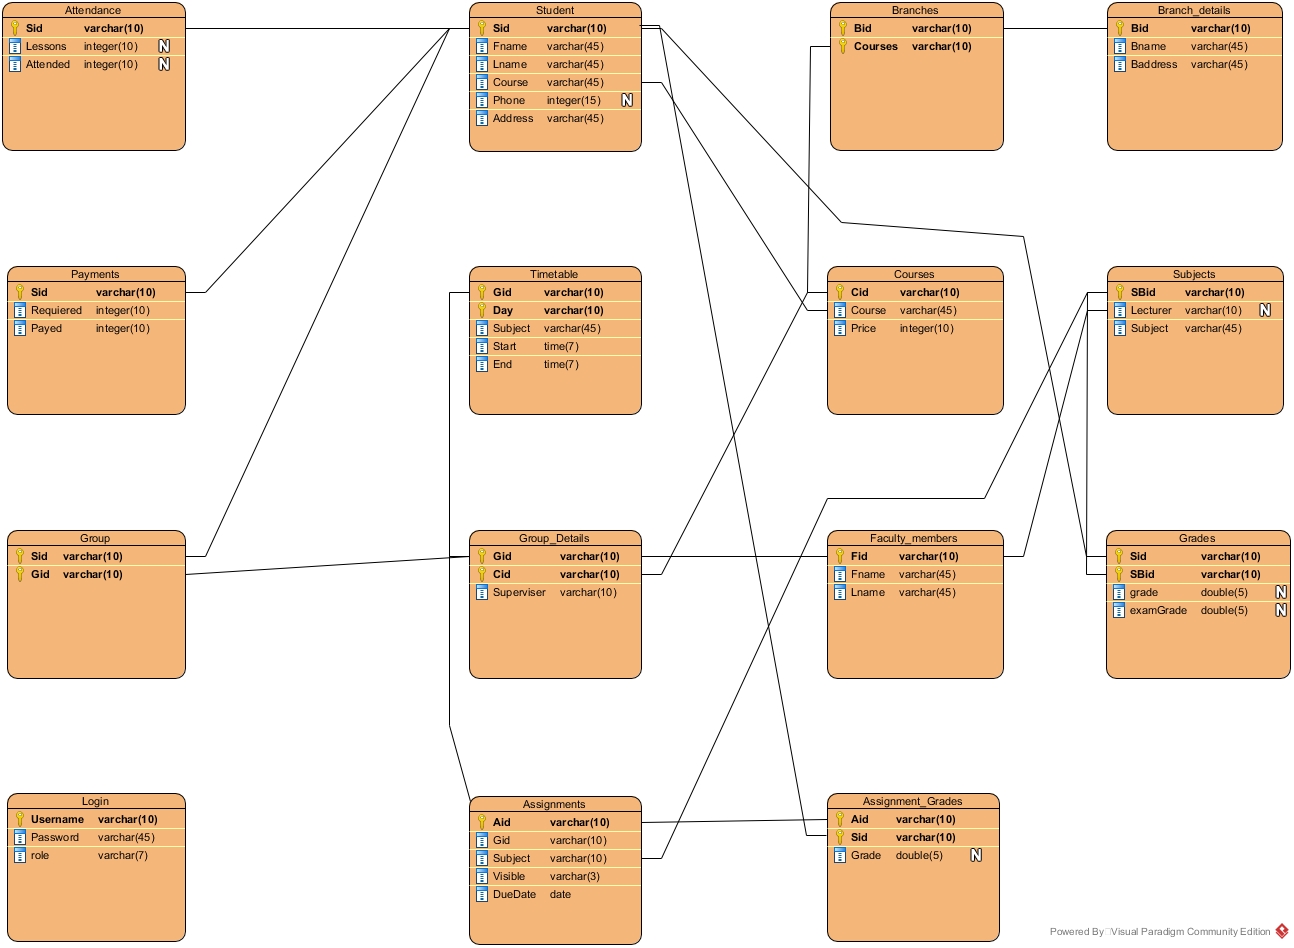 Attendance
Sid varchar(10)
Lessons integer(10) N
Attended integer(10) N
Student
Sid varchar(10)
Fname varchar(45)
Lname varchar(45)
Course varchar(45)
Phone integer(15) N
Address varchar(45)
Branches
Bid varchar(10)
Courses varchar(10)
Branch_details
Bid varchar(10)
Bname varchar(45)
Baddress varchar(45)
Payments
Sid varchar(10)
Requiered integer(10)
Payed integer(10)
Timetable
Gid varchar(10)
Day varchar(10)
Subject varchar(45)
Start time(7)
End time(7)
Courses
Cid varchar(10)
Course varchar(45)
Price integer(10)
Subjects
SBid varchar(10)
Lecturer varchar(10) N
Subject varchar(45)
Group
Sid varchar(10)
Gid varchar(10)
Group_Details
Gid varchar(10)
Cid varchar(10)
Superviser varchar(10)
Faculty_members
Fid varchar(10)
Fname varchar(45)
Lname varchar(45)
Grades
Sid varchar(10)
SBid varchar(10)
grade double(5) N
examGrade double(5) N
Login
Username varchar(10)
Password varchar(45)
role varchar(7)
Assignments
Aid varchar(10)
Gid varchar(10)
Subject varchar(10)
Visible varchar(3)
DueDate date
Assignment_Grades
Aid varchar(10)
Sid varchar(10)
Grade double(5) N
Powered By Visual Paradigm Community Edition